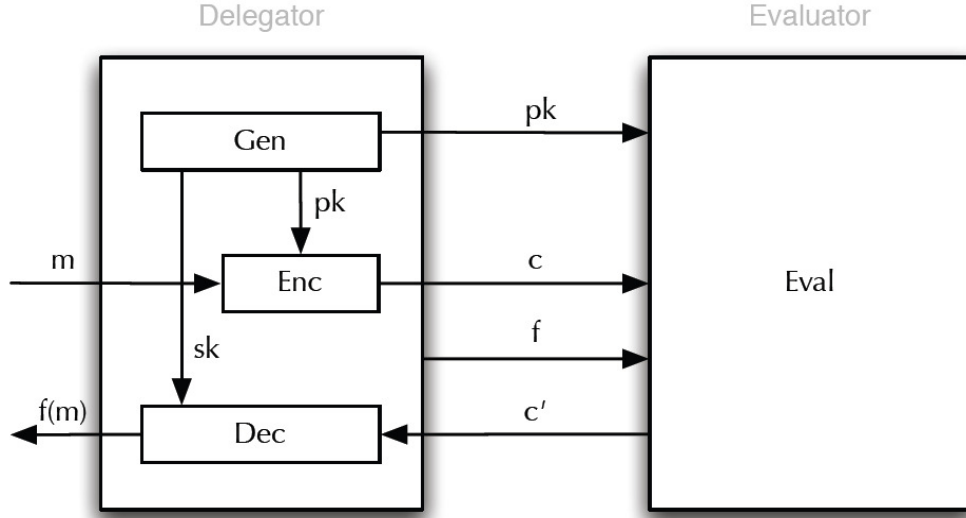 Delegator Evaluator
Gen
pk
pk
m
Enc
c
Eval
f
sk
f(m)
Dec
c′